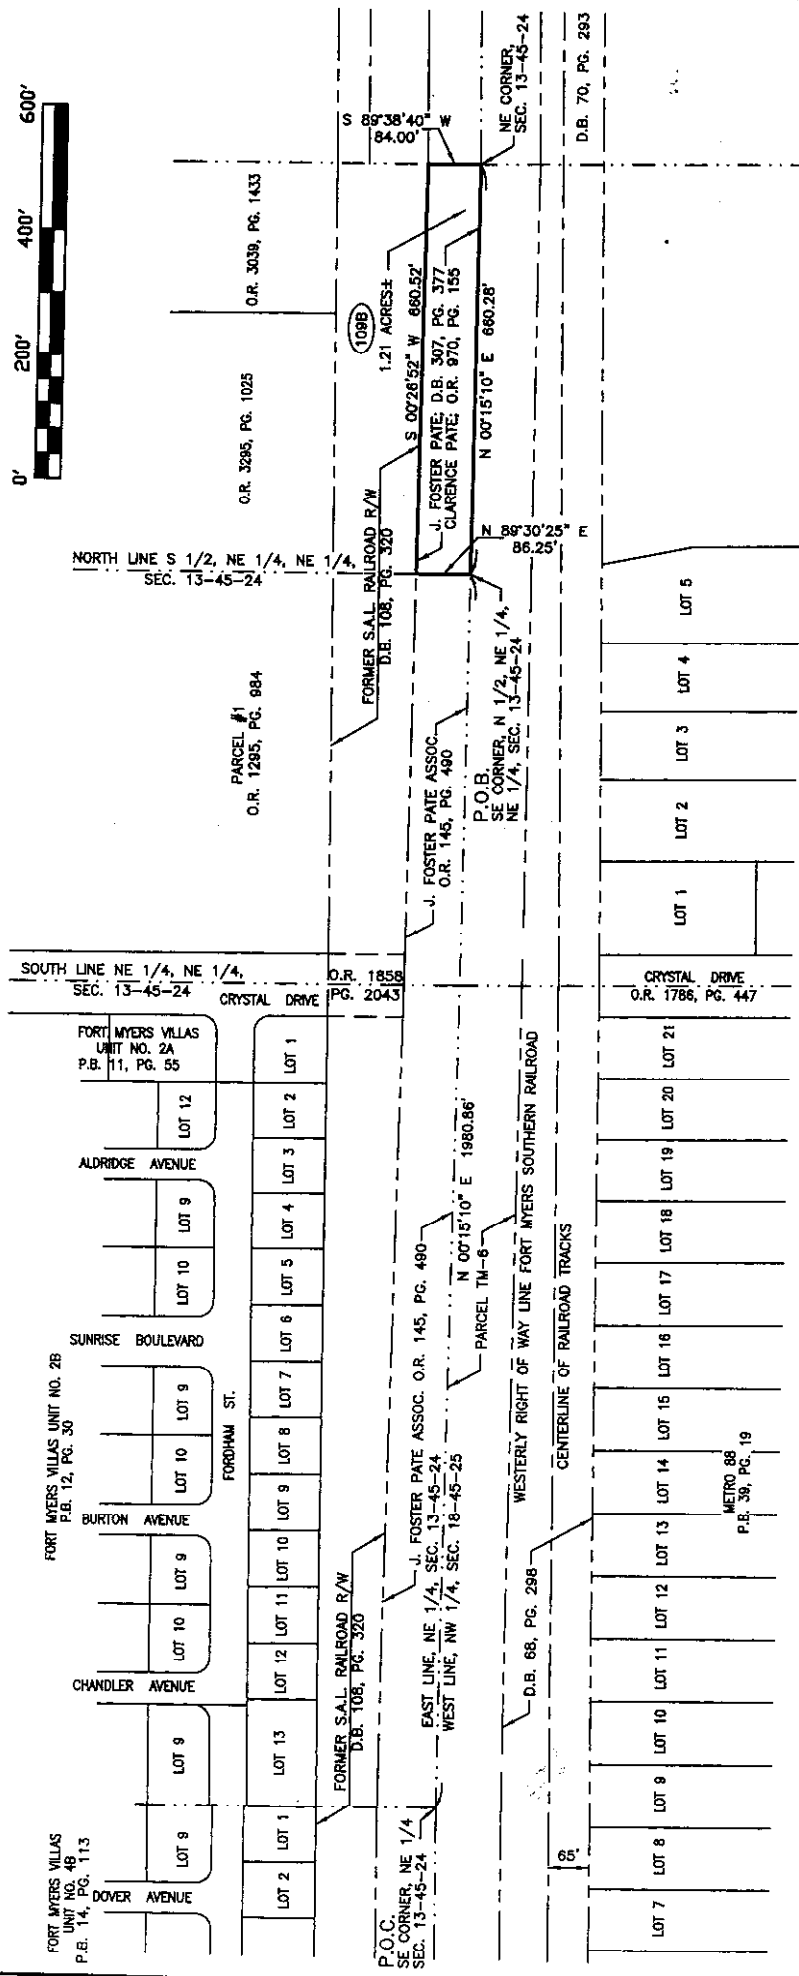 0'
200'
400'
600'
S 89°38'40" W
84.00'
NE CORNER,
SEC. 13-45-24
D.B. 70, PG. 293
O.R. 3039, PG. 1433
109B
1.21 ACRES±
O.R. 3295, PG. 1025
S 00°26'52" W 660.52'
J. FOSTER PATE; D.B. 307, PG. 377
CLARENCE PATE; O.R. 970, PG. 155
N 00°15'10" E 660.28'
FORMER S.A.L. RAILROAD R/W
D.B. 108, PG. 320
N 89°30'25" E
86.25'
NORTH LINE S 1/2, NE 1/4, NE 1/4,
SEC. 13-45-24
PARCEL #1
O.R. 1295, PG. 984
J. FOSTER PATE ASSOC.
O.R. 145, PG. 490
P.O.B.
SE CORNER, N 1/2, NE 1/4,
NE 1/4, SEC. 13-45-24
LOT 5
LOT 4
LOT 3
LOT 2
LOT 1
SOUTH LINE NE 1/4, NE 1/4,
SEC. 13-45-24
CRYSTAL DRIVE
O.R. 1858
PG. 2043
CRYSTAL DRIVE
O.R. 1786, PG. 447
FORT MYERS VILLAS
UNIT NO. 2A
P.B. 11, PG. 55
LOT 12
ALDRIDGE AVENUE
LOT 9
LOT 10
SUNRISE BOULEVARD
FORT MYERS VILLAS UNIT NO. 2B
P.B. 12, PG. 30
LOT 9
LOT 10
BURTON AVENUE
LOT 9
LOT 10
CHANDLER AVENUE
LOT 9
LOT 9
DOVER AVENUE
FORT MYERS VILLAS
UNIT NO. 4B
P.B. 14, PG. 113
FORDHAM ST.
LOT 1
LOT 2
LOT 3
LOT 4
LOT 5
LOT 6
LOT 7
LOT 8
LOT 9
LOT 10
LOT 11
LOT 12
LOT 13
LOT 1
LOT 2
FORMER S.A.L. RAILROAD R/W
D.B. 108, PG. 320
J. FOSTER PATE ASSOC. O.R. 145, PG. 490
N 00°15'10" E 1980.86'
PARCEL TM-6
EAST LINE, NE 1/4, SEC. 13-45-24
WEST LINE, NW 1/4, SEC. 18-45-25
WESTERLY RIGHT OF WAY LINE FORT MYERS SOUTHERN RAILROAD
CENTERLINE OF RAILROAD TRACKS
D.B. 68, PG. 298
P.O.C.
SE CORNER, NE 1/4
SEC. 13-45-24
65'
LOT 21
LOT 20
LOT 19
LOT 18
LOT 17
LOT 16
LOT 15
LOT 14
LOT 13
LOT 12
LOT 11
LOT 10
LOT 9
LOT 8
LOT 7
METRO 88
P.B. 39, PG. 19